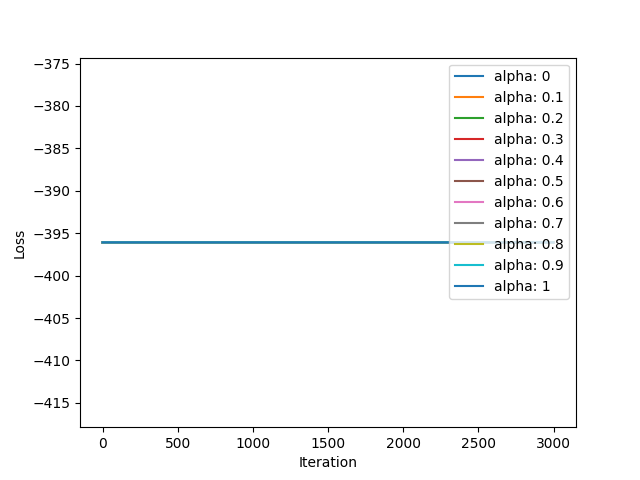 −375
−380
−385
−390
−395
−400
−405
−410
−415
Loss
0
500
1000
1500
2000
2500
3000
Iteration
alpha: 0
alpha: 0.1
alpha: 0.2
alpha: 0.3
alpha: 0.4
alpha: 0.5
alpha: 0.6
alpha: 0.7
alpha: 0.8
alpha: 0.9
alpha: 1